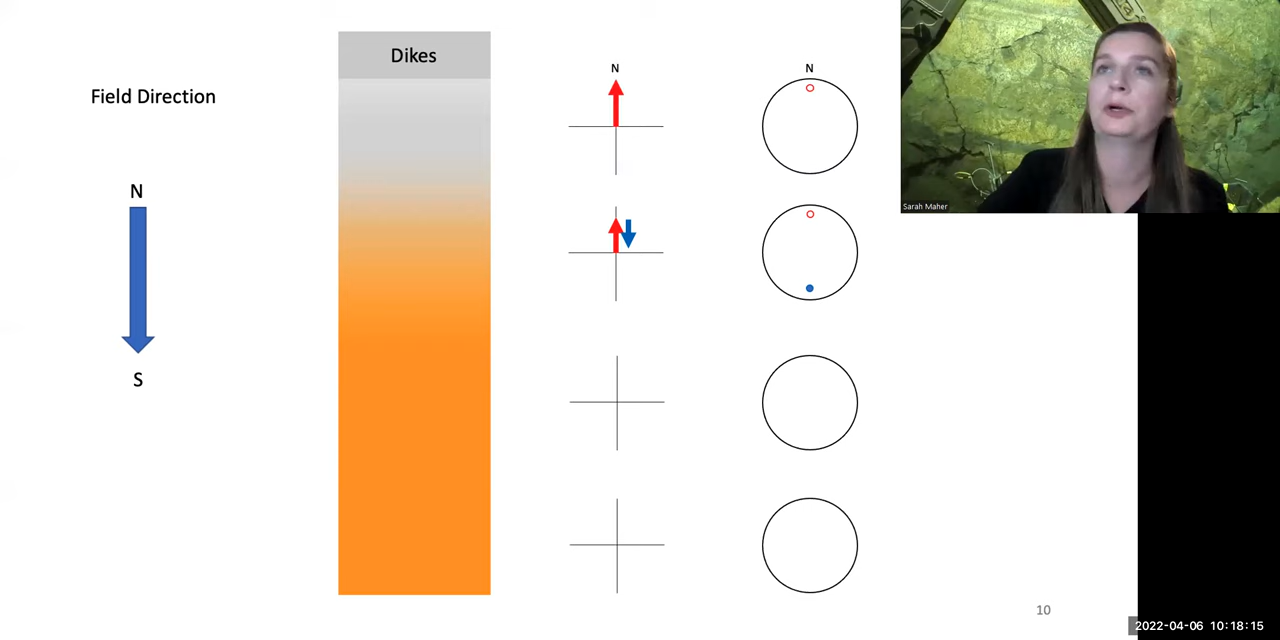 Dikes
Field Direction
N
S
N
N
Sarah Maher
10
2022-04-06 10:18:15